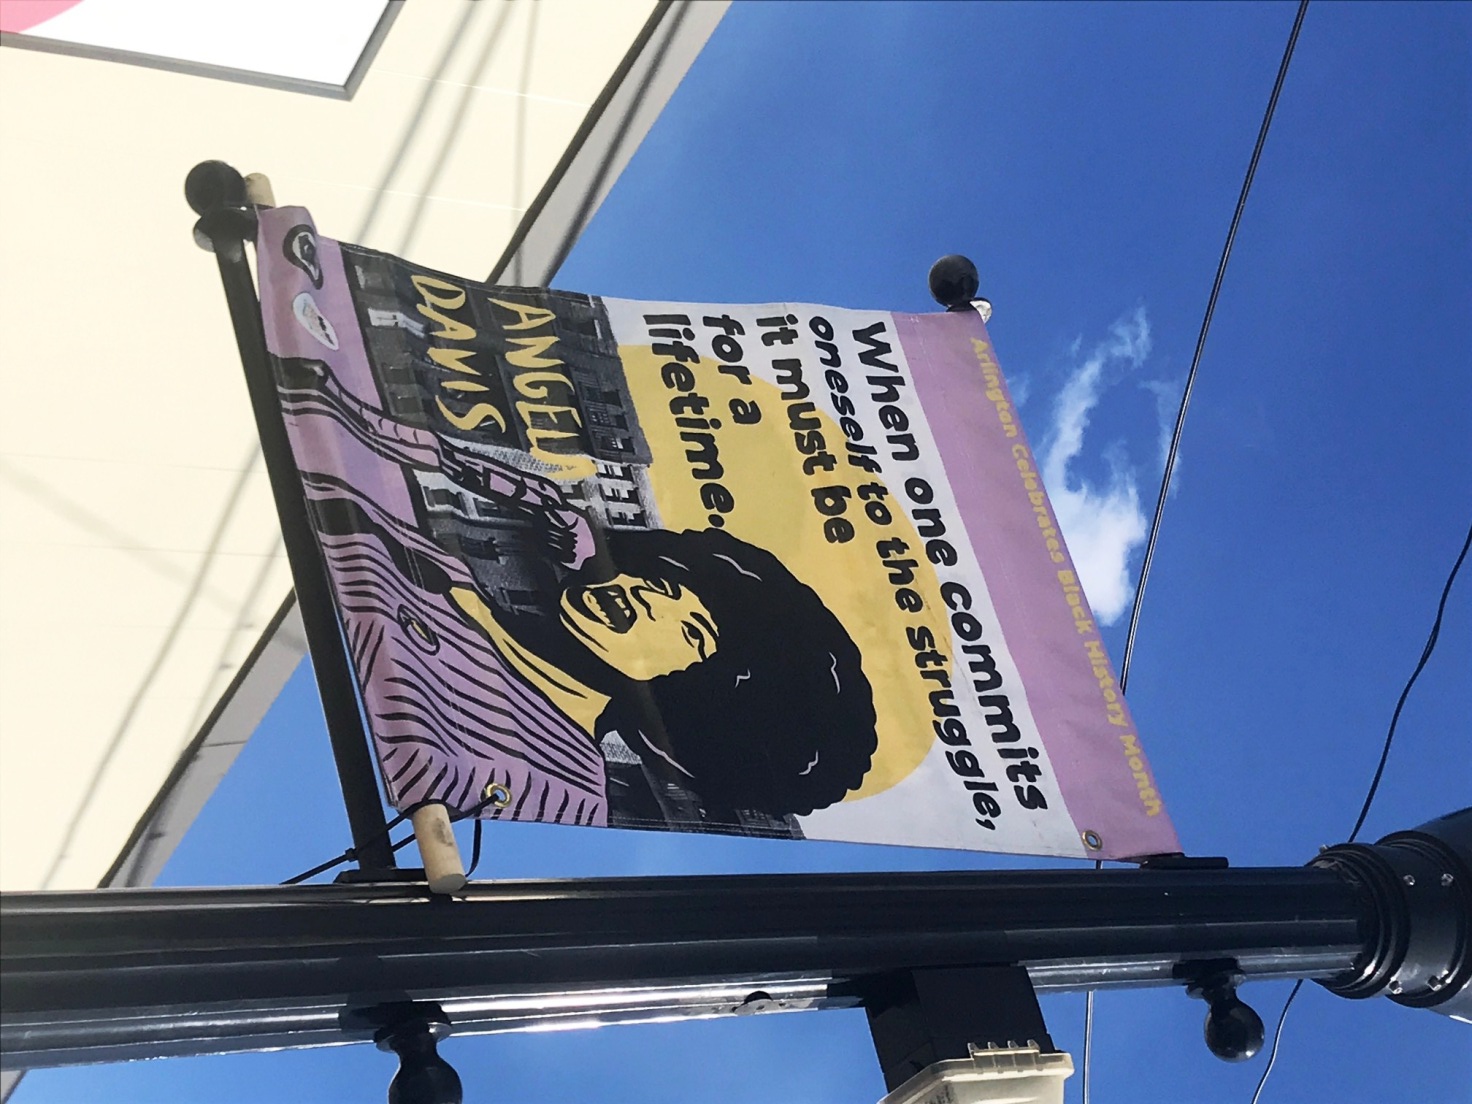 Arlington Celebrates Black History Month
When one commits
oneself to the struggle,
it must be
for a
lifetime.
ANGELA
DAVIS